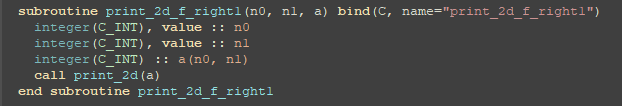 subroutine print_2d_f_right1(n0, n1, a) bind(C, name="print_2d_f_right1")
integer(C_INT), value :: n0
integer(C_INT), value :: n1
integer(C_INT) :: a(n0, n1)
call print_2d(a)
end subroutine print_2d_f_right1